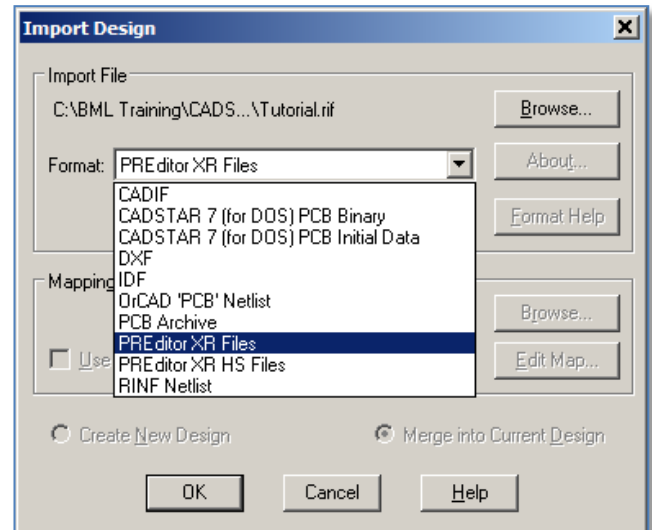 Import Design
Import File
C:\BML Training\CADS...\Tutorial.rif
Browse...
Format:
PREditor XR Files
About...
CADIF
CADSTAR 7 (for DOS) PCB Binary
CADSTAR 7 (for DOS) PCB Initial Data
Format Help
DXF
IDF
Mapping
OrCAD 'PCB' Netlist
Browse...
PCB Archive
PREditor XR Files
Use
PREditor XR HS Files
Edit Map...
RINF Netlist
Create New Design
Merge into Current Design
OK
Cancel
Help